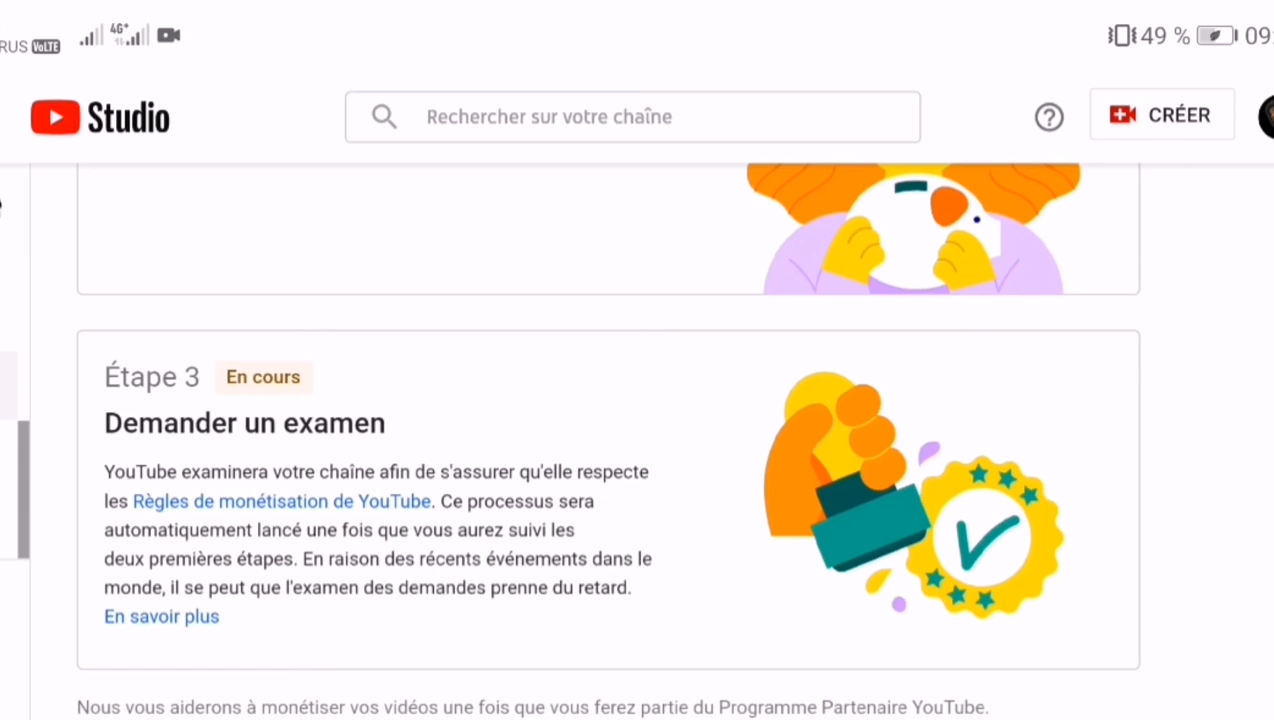 RUS VoLTE 4G+ 49 % 09
Studio Rechercher sur votre chaîne ? CRÉER
Étape 3 En cours
Demander un examen
YouTube examinera votre chaîne afin de s'assurer qu'elle respecte
les Règles de monétisation de YouTube. Ce processus sera
automatiquement lancé une fois que vous aurez suivi les
deux premières étapes. En raison des récents événements dans le
monde, il se peut que l'examen des demandes prenne du retard.
En savoir plus
Nous vous aiderons à monétiser vos vidéos une fois que vous ferez partie du Programme Partenaire YouTube.